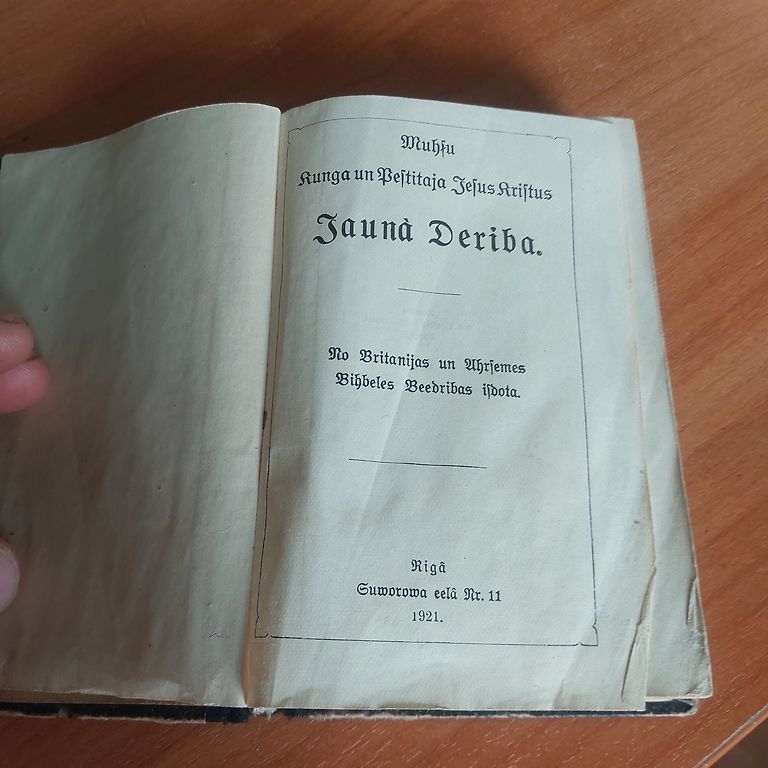 Muhſu
Kunga un Peſtitaja Jeſus Kriſtus
Jaunà Deriba.
No Britanijas un Ahrſemes
Bihbeles Beedribas iſdota.
Rigâ
Suworowa eelâ Nr. 11
1921.